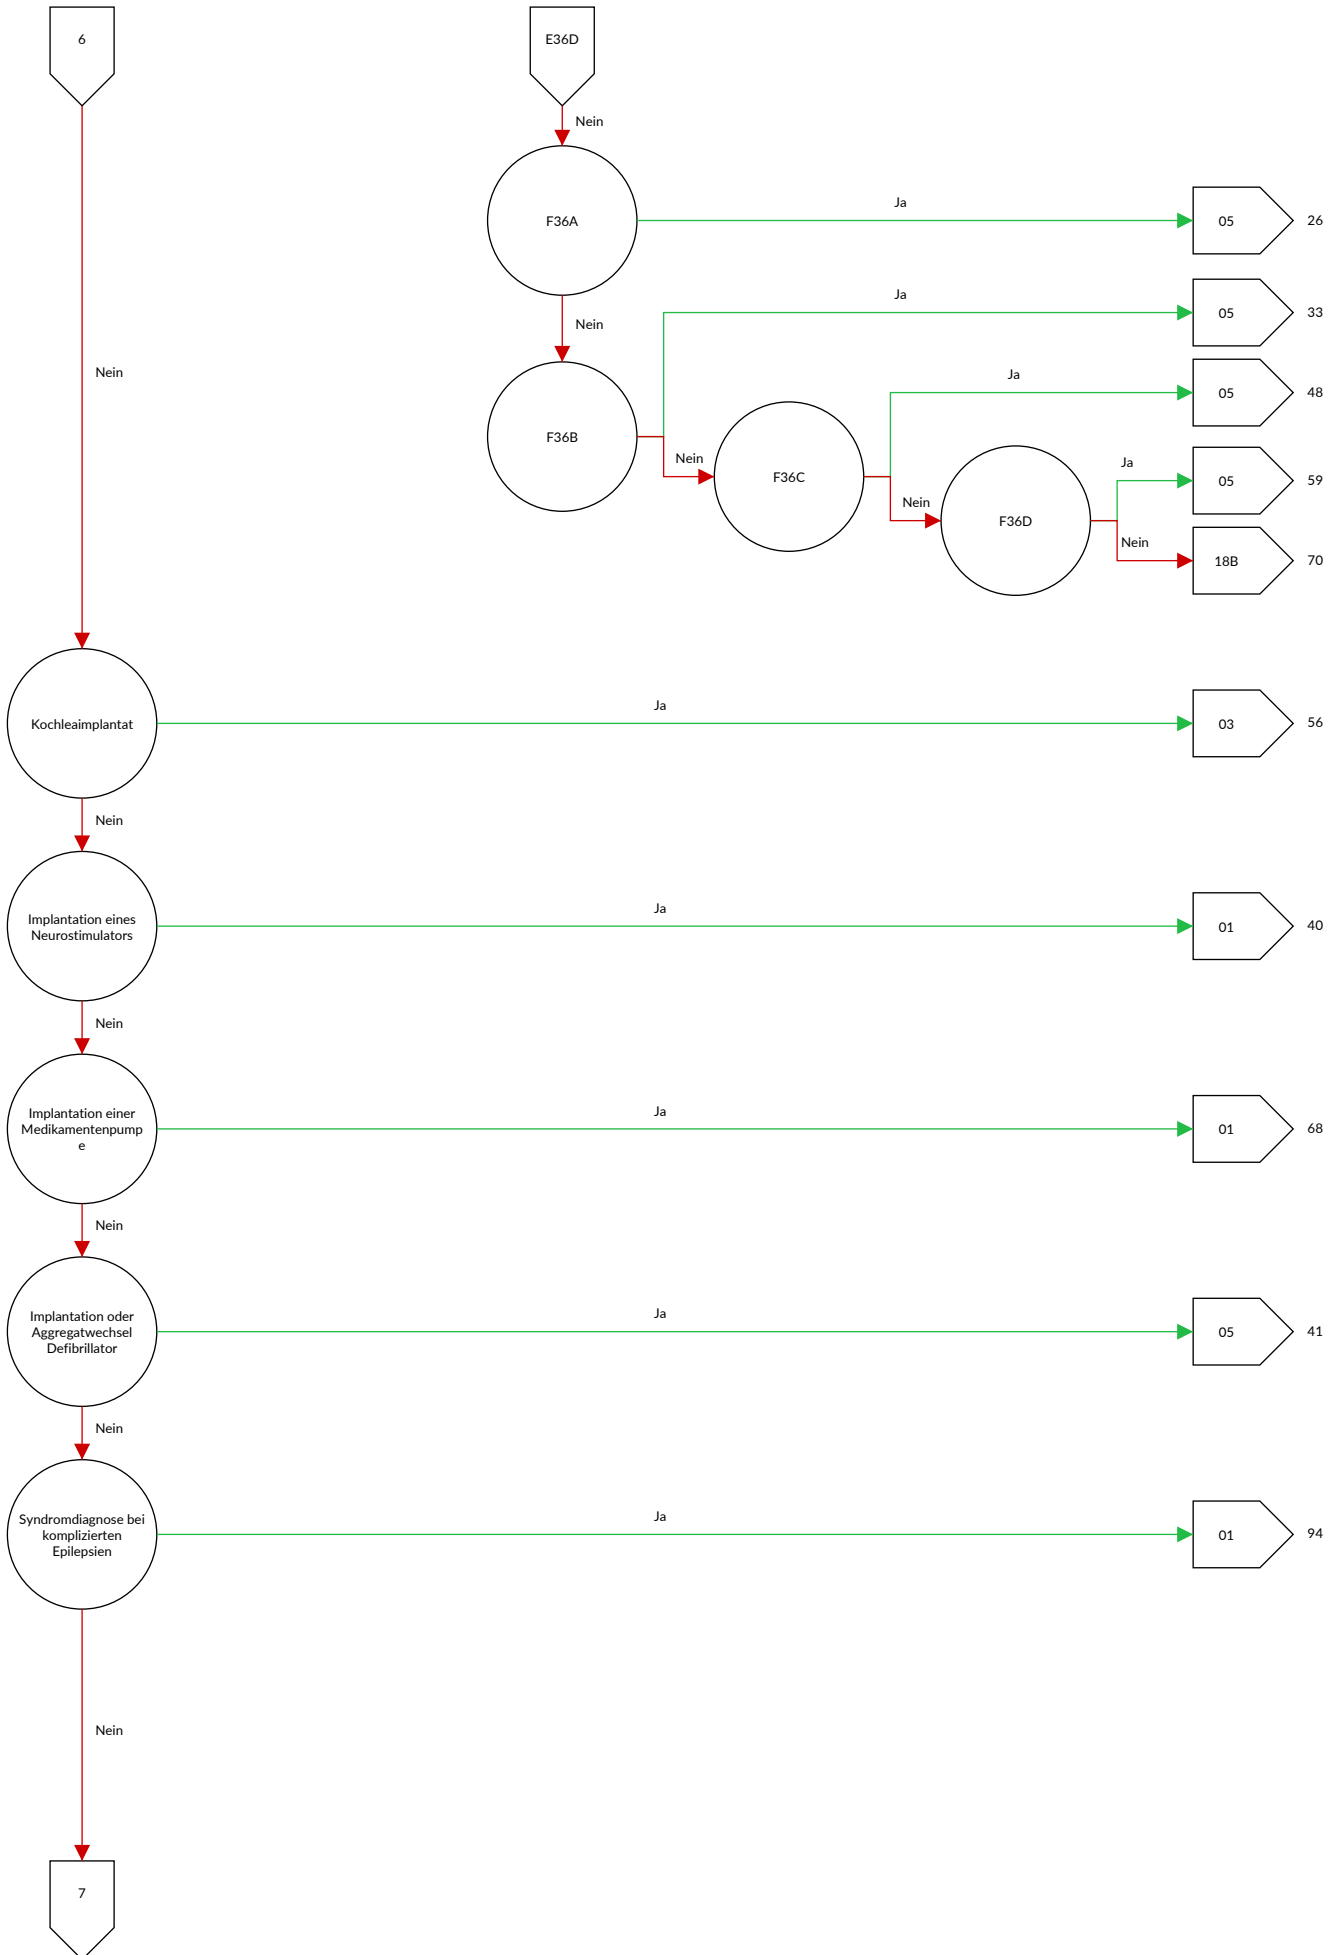 6
E36D
Nein
F36A
Ja
05
26
Nein
Ja
05
33
Nein
F36B
Ja
05
48
Nein
F36C
Ja
05
59
Nein
F36D
Nein
18B
70
Kochleaimplantat
Ja
03
56
Nein
Implantation eines
Neurostimulators
Ja
01
40
Nein
Implantation einer
Medikamentenpump
e
Ja
01
68
Nein
Implantation oder
Aggregatwechsel
Defibrillator
Ja
05
41
Nein
Syndromdiagnose bei
komplizierten
Epilepsien
Ja
01
94
Nein
7